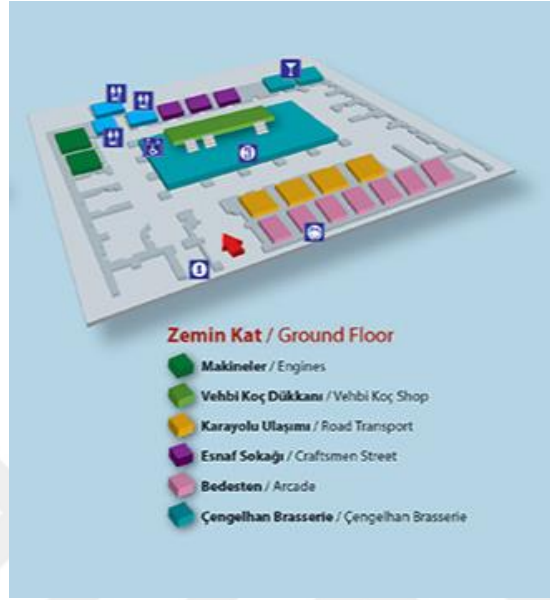 Zemin Kat / Ground Floor
Makineler / Engines
Vehbi Koç Dükkanı / Vehbi Koç Shop
Karayolu Ulaşımı / Road Transport
Esnaf Sokağı / Craftsmen Street
Bedesten / Arcade
Çengelhan Brasserie / Çengelhan Brasserie